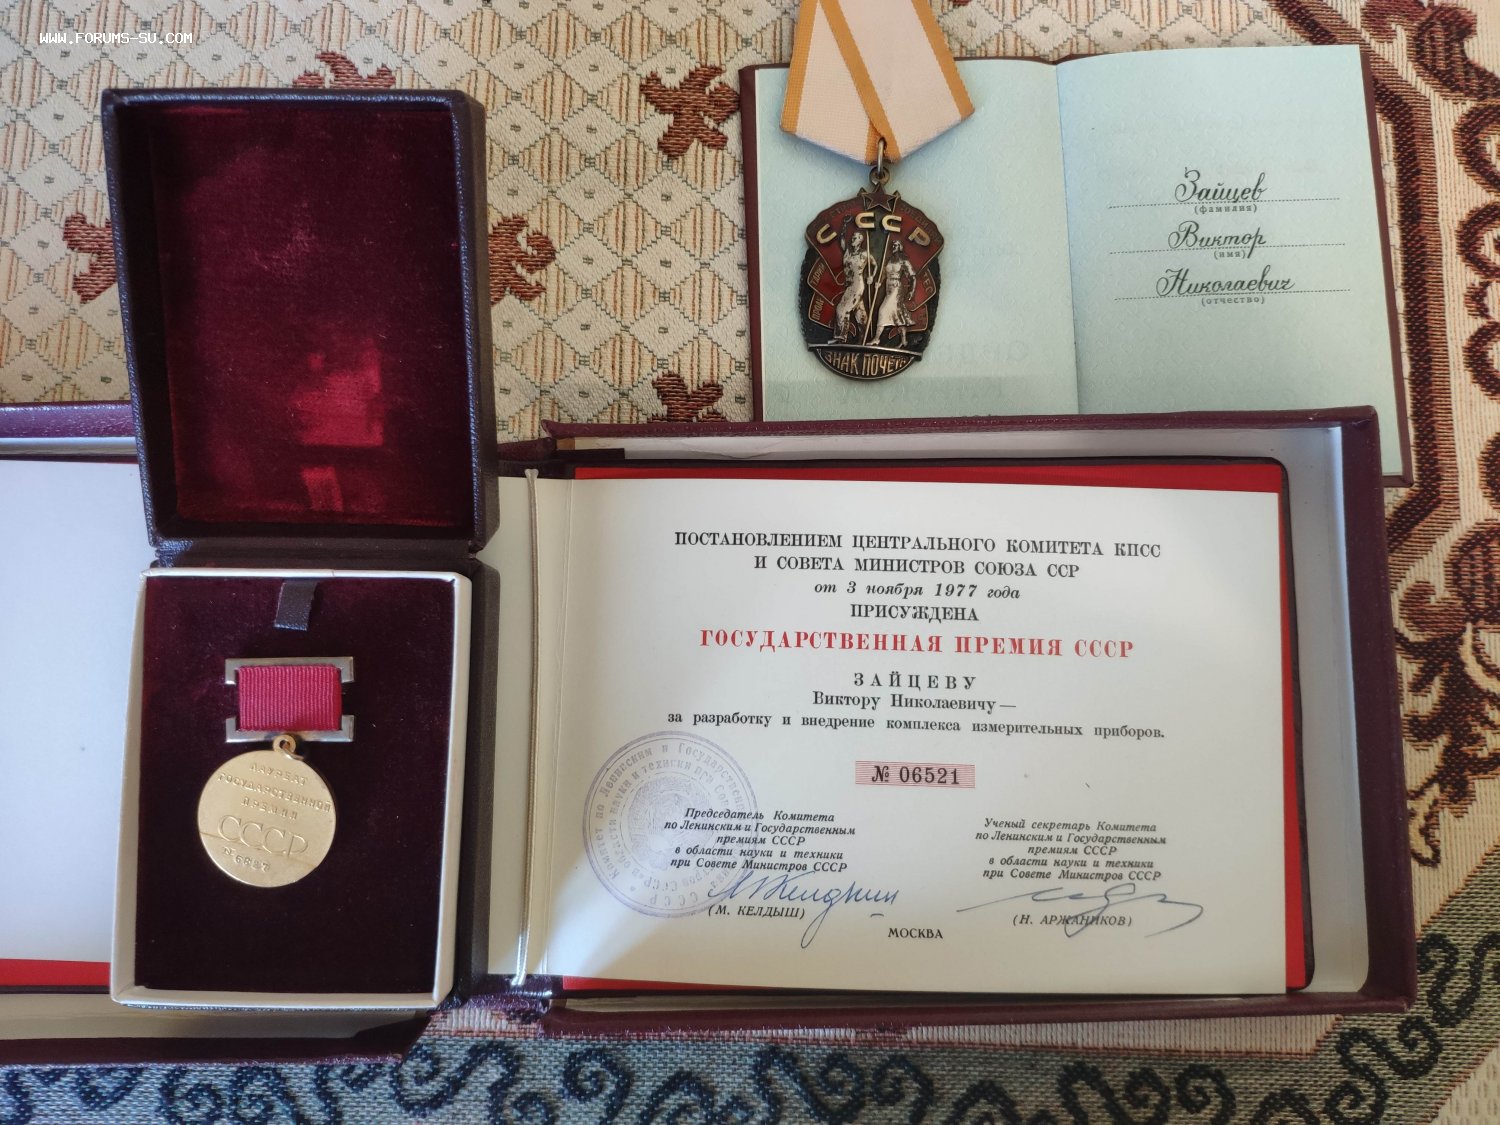 WWW.FORUMS-SU.COM
СССР
ЗНАК ПОЧЕТА
Зайцев
(фамилия)
Виктор
(имя)
Николаевич
(отчество)
ПОСТАНОВЛЕНИЕМ ЦЕНТРАЛЬНОГО КОМИТЕТА КПСС
И СОВЕТА МИНИСТРОВ СОЮЗА ССР
от 3 ноября 1977 года
ПРИСУЖДЕНА
ГОСУДАРСТВЕННАЯ ПРЕМИЯ СССР
ЗАЙЦЕВУ
Виктору Николаевичу —
за разработку и внедрение комплекса измерительных приборов.
№ 06521
Председатель Комитета
по Ленинским и Государственным
премиям СССР
в области науки и техники
при Совете Министров СССР
(М. КЕЛДЫШ)
Ученый секретарь Комитета
по Ленинским и Государственным
премиям СССР
в области науки и техники
при Совете Министров СССР
(Н. АРЖАНИКОВ)
МОСКВА
ЛАУРЕАТ
ГОСУДАРСТВЕННОЙ
ПРЕМИИ
СССР